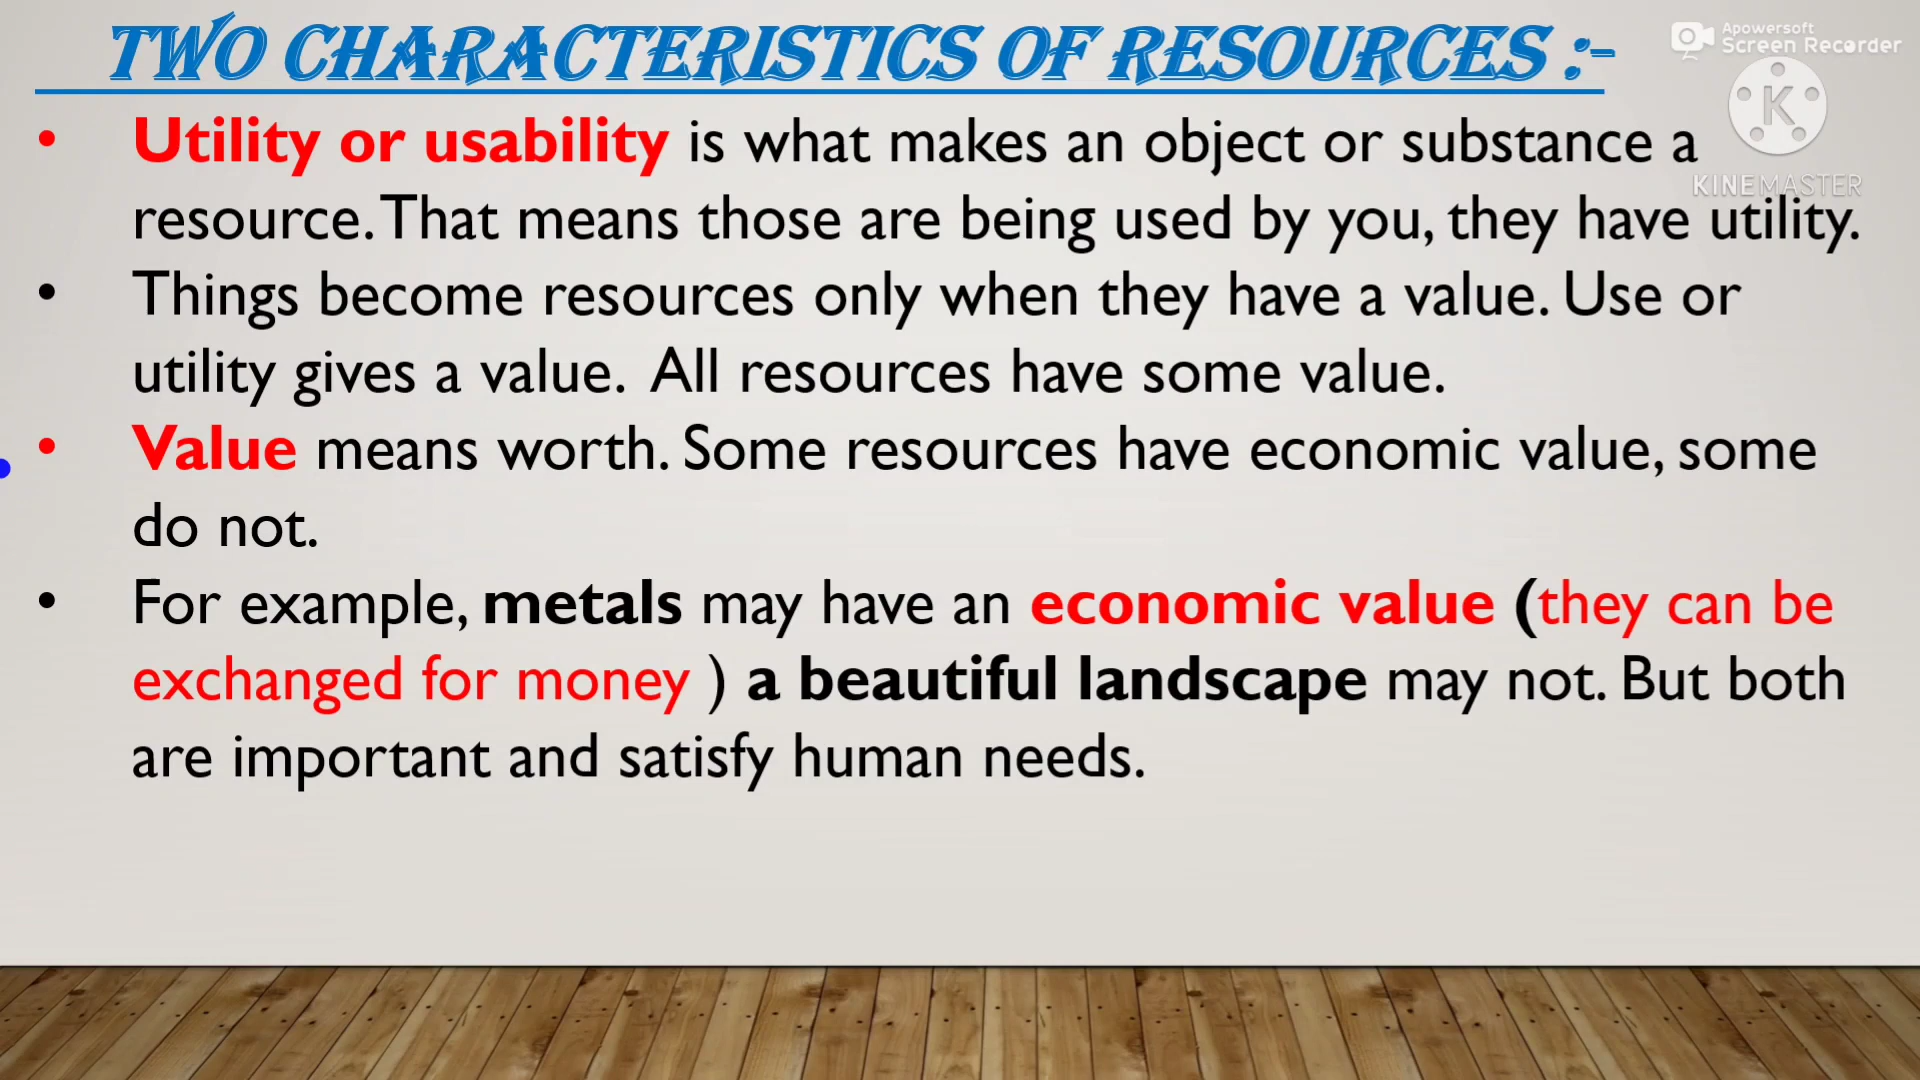 TWO CHARACTERISTICS OF RESOURCES :-
Apowersoft
Screen Recorder
K
KINEMASTER
• Utility or usability is what makes an object or substance a
resource. That means those are being used by you, they have utility.
• Things become resources only when they have a value. Use or
utility gives a value. All resources have some value.
• Value means worth. Some resources have economic value, some
do not.
• For example, metals may have an economic value (they can be
exchanged for money ) a beautiful landscape may not. But both
are important and satisfy human needs.